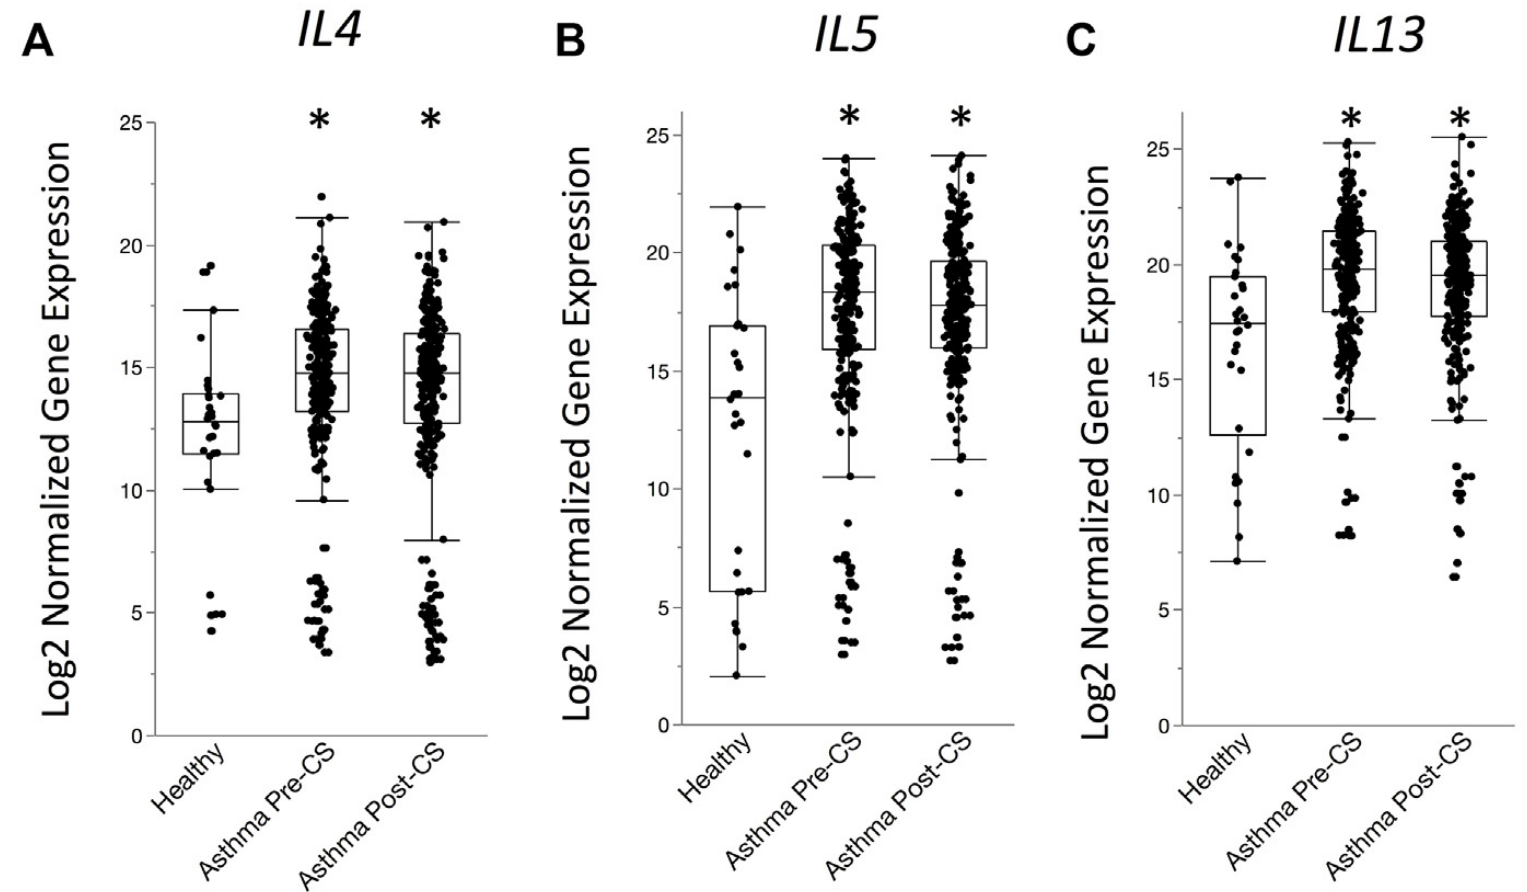 A
IL4
Log2 Normalized Gene Expression
25
*
*
20
15
10
5
0
Healthy
Asthma Pre-CS
Asthma Post-CS
B
IL5
Log2 Normalized Gene Expression
25
*
*
20
15
10
5
0
Healthy
Asthma Pre-CS
Asthma Post-CS
C
IL13
Log2 Normalized Gene Expression
25
*
*
20
15
10
5
0
Healthy
Asthma Pre-CS
Asthma Post-CS